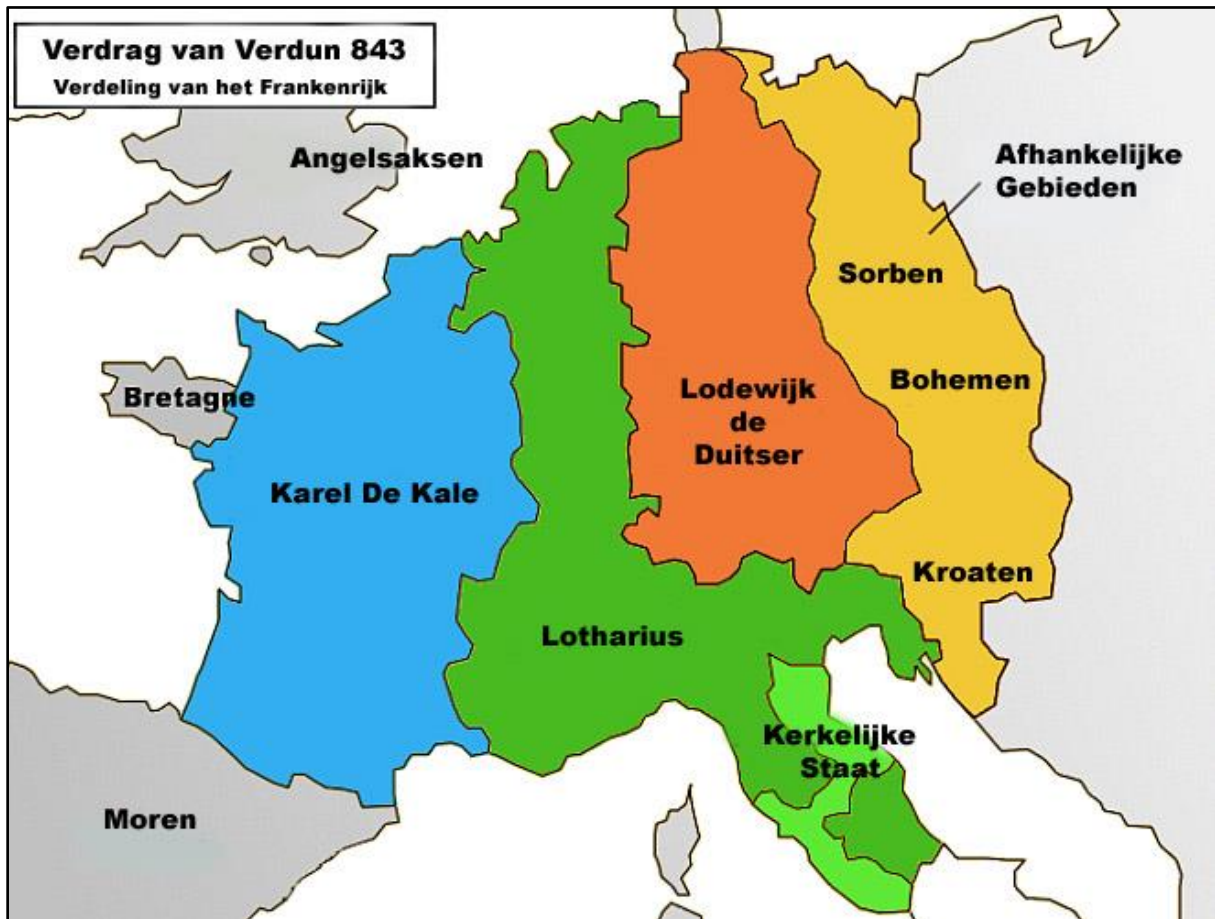 Verdrag van Verdun 843
Verdeling van het Frankenrijk
Angelsaksen
Afhankelijke
Gebieden
Sorben
Bretagne
Bohemen
Lodewijk
de
Duitser
Karel De Kale
Kroaten
Lotharius
Kerkelijke
Staat
Moren